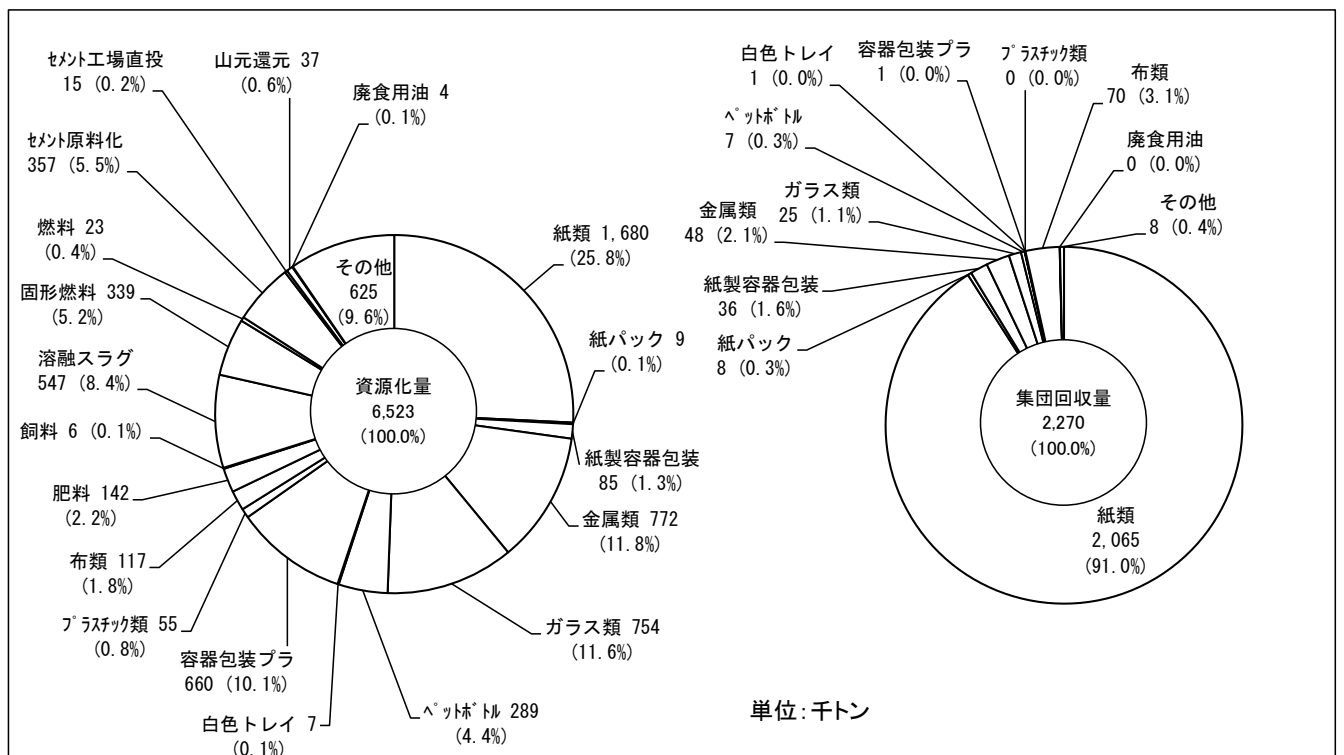 セメント工場直投
15 (0.2%)
山元還元 37
(0.6%)
廃食用油 4
(0.1%)
セメント原料化
357 (5.5%)
燃料 23
(0.4%)
固形燃料 339
(5.2%)
溶融スラグ
547 (8.4%)
飼料 6 (0.1%)
肥料 142
(2.2%)
布類 117
(1.8%)
プラスチック類 55
(0.8%)
容器包装プラ
660 (10.1%)
白色トレイ 7
(0.1%)
ペットボトル 289
(4.4%)
ガラス類 754
(11.6%)
金属類 772
(11.8%)
紙製容器包装
85 (1.3%)
紙パック 9
(0.1%)
紙類 1,680
(25.8%)
その他
625
(9.6%)
資源化量
6,523
(100.0%)
白色トレイ
1 (0.0%)
容器包装プラ
1 (0.0%)
プラスチック類
0 (0.0%)
布類
70 (3.1%)
廃食用油
0 (0.0%)
その他
8 (0.4%)
ペットボトル
7 (0.3%)
ガラス類
25 (1.1%)
金属類
48 (2.1%)
紙製容器包装
36 (1.6%)
紙パック
8 (0.3%)
集団回収量
2,270
(100.0%)
紙類
2,065
(91.0%)
単位:千トン